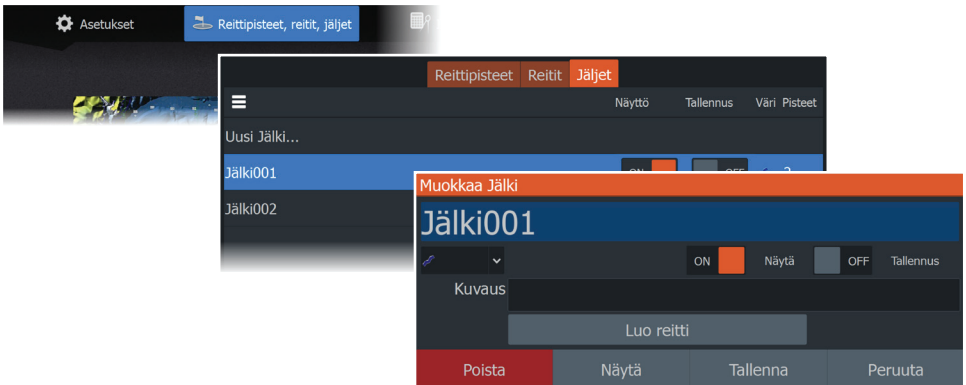 Asetukset
Reittipisteet, reitit, jäljet
Reittipisteet Reitit Jäljet
Näyttö Tallennus Väri Pisteet
Uusi Jälki...
Jälki001 ON OFF 2
Jälki002
Muokkaa Jälki
Jälki001
ON Näytä OFF Tallennus
Kuvaus
Luo reitti
Poista Näytä Tallenna Peruuta